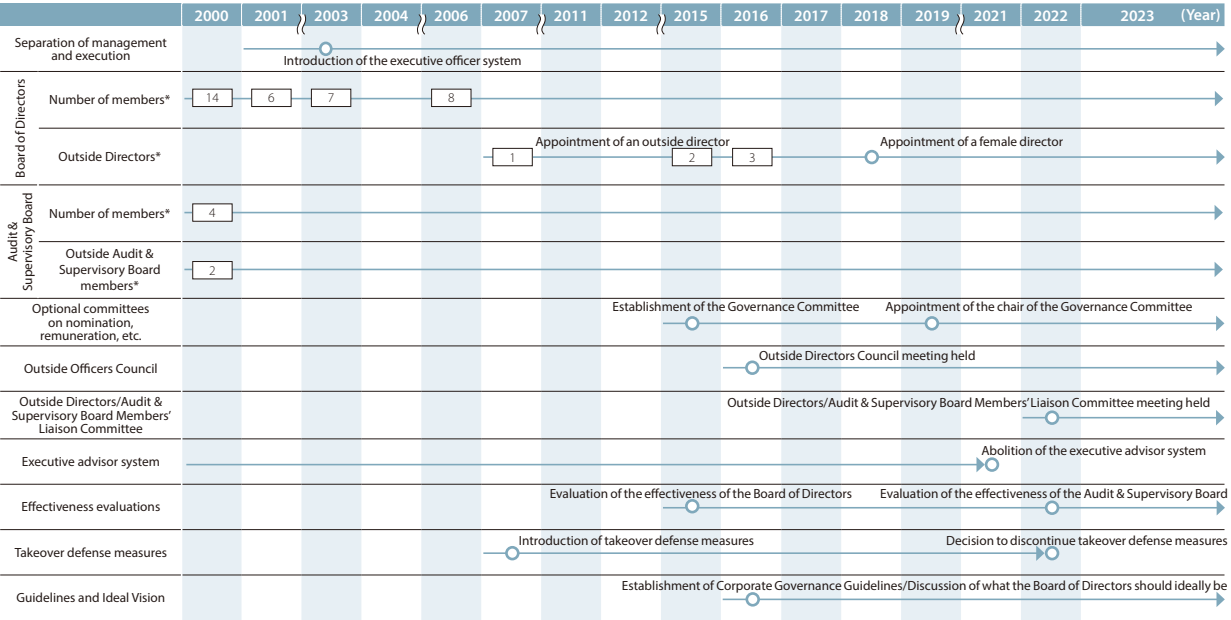 2000 2001 2003 2004 2006 2007 2011 2012 2015 2016 2017 2018 2019 2021 2022 2023 (Year)
Separation of management
and execution
Introduction of the executive officer system
Board of Directors
Number of members*
14 6 7 8
Outside Directors*
Appointment of an outside director
Appointment of a female director
1 2 3
Audit &
Supervisory Board
Number of members*
4
Outside Audit &
Supervisory Board
members*
2
Optional committees
on nomination,
remuneration, etc.
Establishment of the Governance Committee
Appointment of the chair of the Governance Committee
Outside Officers Council
Outside Directors Council meeting held
Outside Directors/Audit &
Supervisory Board Members’
Liaison Committee
Outside Directors/Audit & Supervisory Board Members’ Liaison Committee meeting held
Executive advisor system
Abolition of the executive advisor system
Effectiveness evaluations
Evaluation of the effectiveness of the Board of Directors
Evaluation of the effectiveness of the Audit & Supervisory Board
Takeover defense measures
Introduction of takeover defense measures
Decision to discontinue takeover defense measures
Guidelines and Ideal Vision
Establishment of Corporate Governance Guidelines/Discussion of what the Board of Directors should ideally be